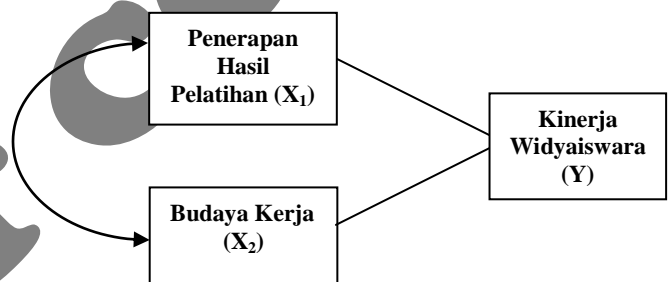 Penerapan
Hasil
Pelatihan (X₁)
Kinerja
Widyaiswara
(Y)
Budaya Kerja
(X₂)